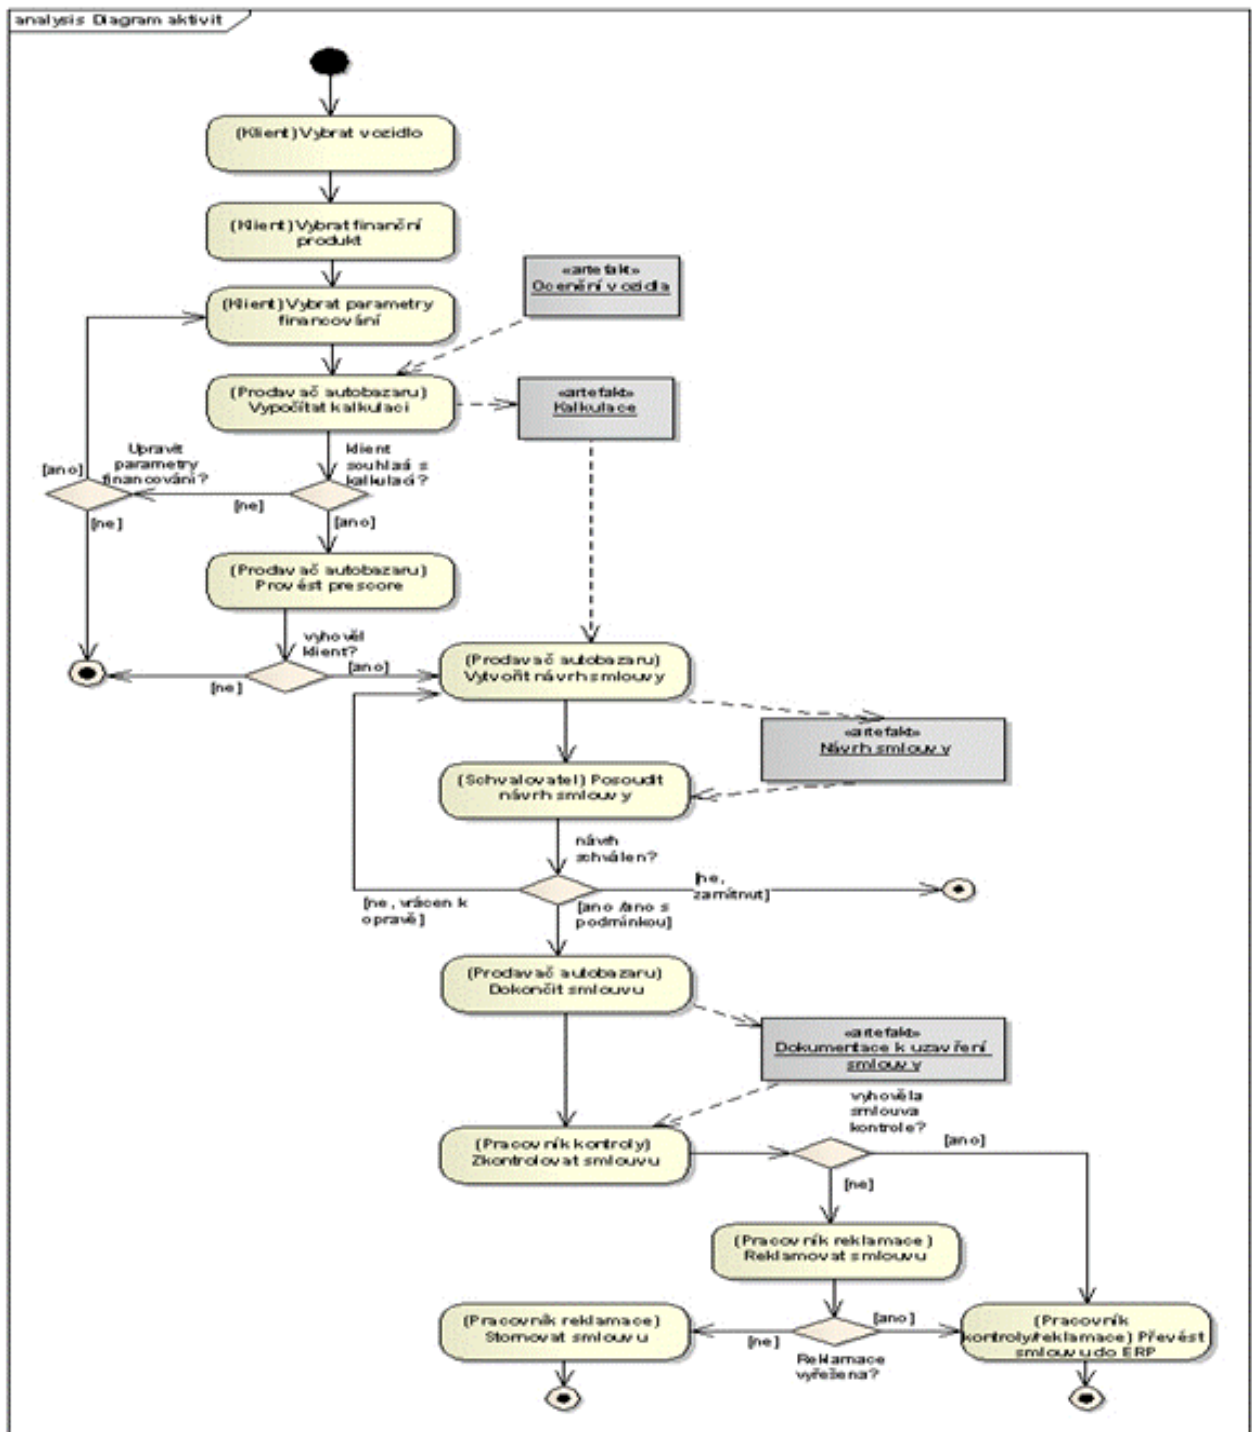 analysis Diagram aktivit
(Klient) Vybrat vozidlo
(Klient) Vybrat finanční
produkt
«artefakt»
Ocenění vozidla
(Klient) Vybrat parametry
financování
(Prodavač autobazaru)
Vypočítat kalkulaci
«artefakt»
Kalkulace
Upravit
parametry
financování?
[ano]
klient
souhlasí s
kalkulací?
[ne]
[ne]
[ano]
(Prodavač autobazaru)
Provést prescore
vyhověl
klient?
[ne]
[ano]
(Prodavač autobazaru)
Vytvořit návrh smlouvy
«artefakt»
Návrh smlouvy
(Schvalovatel) Posoudit
návrh smlouvy
návrh
schválen?
[ne, vrácen k
opravě]
[ano /ano s
podmínkou]
[ne,
zamítnut]
(Prodavač autobazaru)
Dokončit smlouvu
«artefakt»
Dokumentace k uzavření
smlouvy
vyhověla
smlouva
kontrole?
(Pracovník kontroly)
Zkontrolovat smlouvu
[ano]
[ne]
(Pracovník reklamace)
Reklamovat smlouvu
(Pracovník reklamace)
Stornovat smlouvu
[ne]
[ano]
Reklamace
vyřešena?
(Pracovník
kontroly/reklamace) Převést
smlouvu do ERP